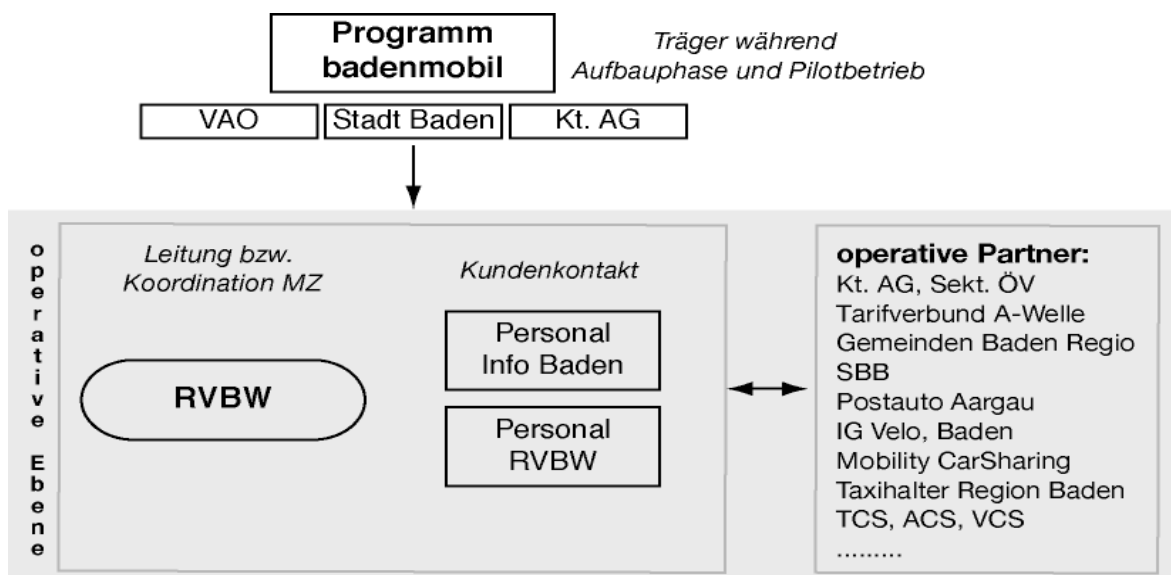 Programm
badenmobil
Träger während
Aufbauphase und Pilotbetrieb
VAO
Stadt Baden
Kt. AG
operative Ebene
Leitung bzw.
Koordination MZ
RVBW
Kundenkontakt
Personal
Info Baden
Personal
RVBW
operative Partner:
Kt. AG, Sekt. ÖV
Tarifverbund A-Welle
Gemeinden Baden Regio
SBB
Postauto Aargau
IG Velo, Baden
Mobility CarSharing
Taxihalter Region Baden
TCS, ACS, VCS
.........